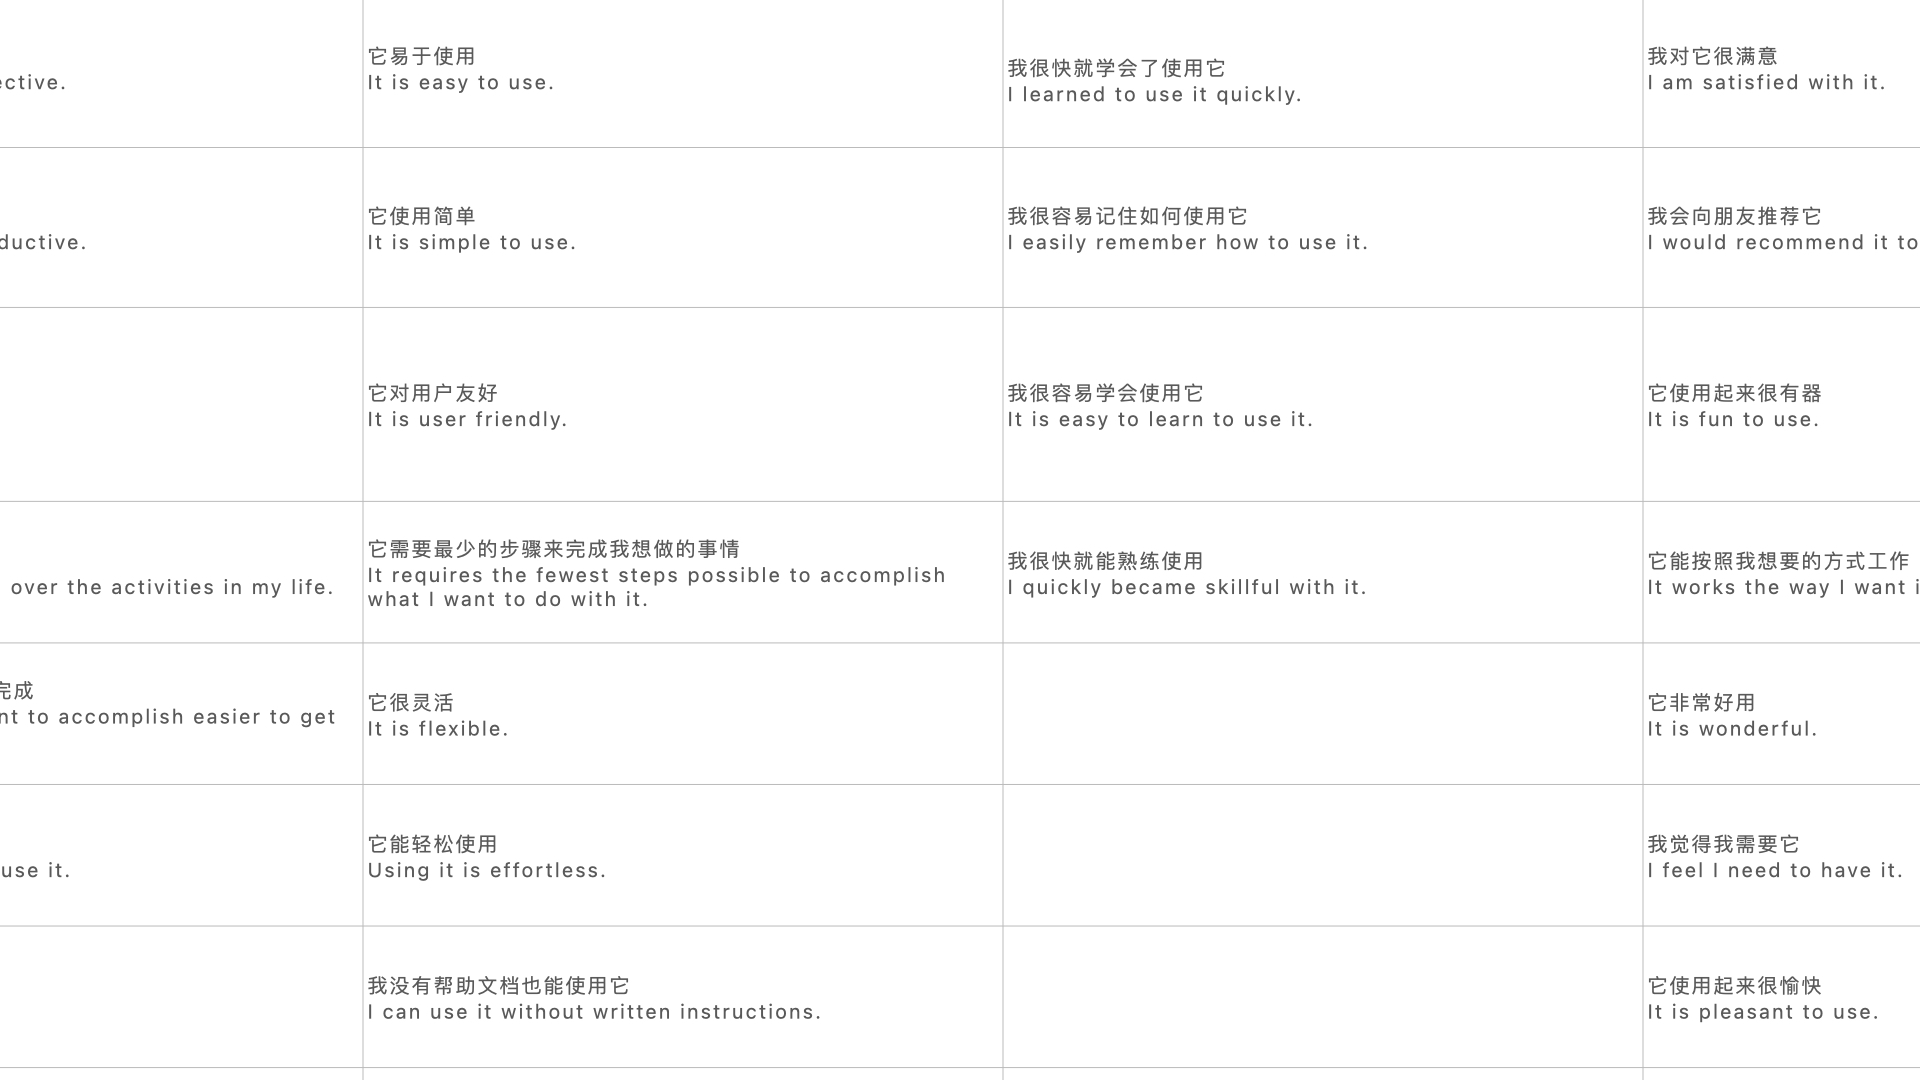 ective.
它易于使用
It is easy to use.
我很快就学会了使用它
I learned to use it quickly.
我对它很满意
I am satisfied with it.
ductive.
它使用简单
It is simple to use.
我很容易记住如何使用它
I easily remember how to use it.
我会向朋友推荐它
I would recommend it to
它对用户友好
It is user friendly.
我很容易学会使用它
It is easy to learn to use it.
它使用起来很有器
It is fun to use.
over the activities in my life.
它需要最少的步骤来完成我想做的事情
It requires the fewest steps possible to accomplish
what I want to do with it.
我很快就能熟练使用
I quickly became skillful with it.
它能按照我想要的方式工作
It works the way I want i
完成
nt to accomplish easier to get
它很灵活
It is flexible.
它非常好用
It is wonderful.
use it.
它能轻松使用
Using it is effortless.
我觉得我需要它
I feel I need to have it.
我没有帮助文档也能使用它
I can use it without written instructions.
它使用起来很愉快
It is pleasant to use.